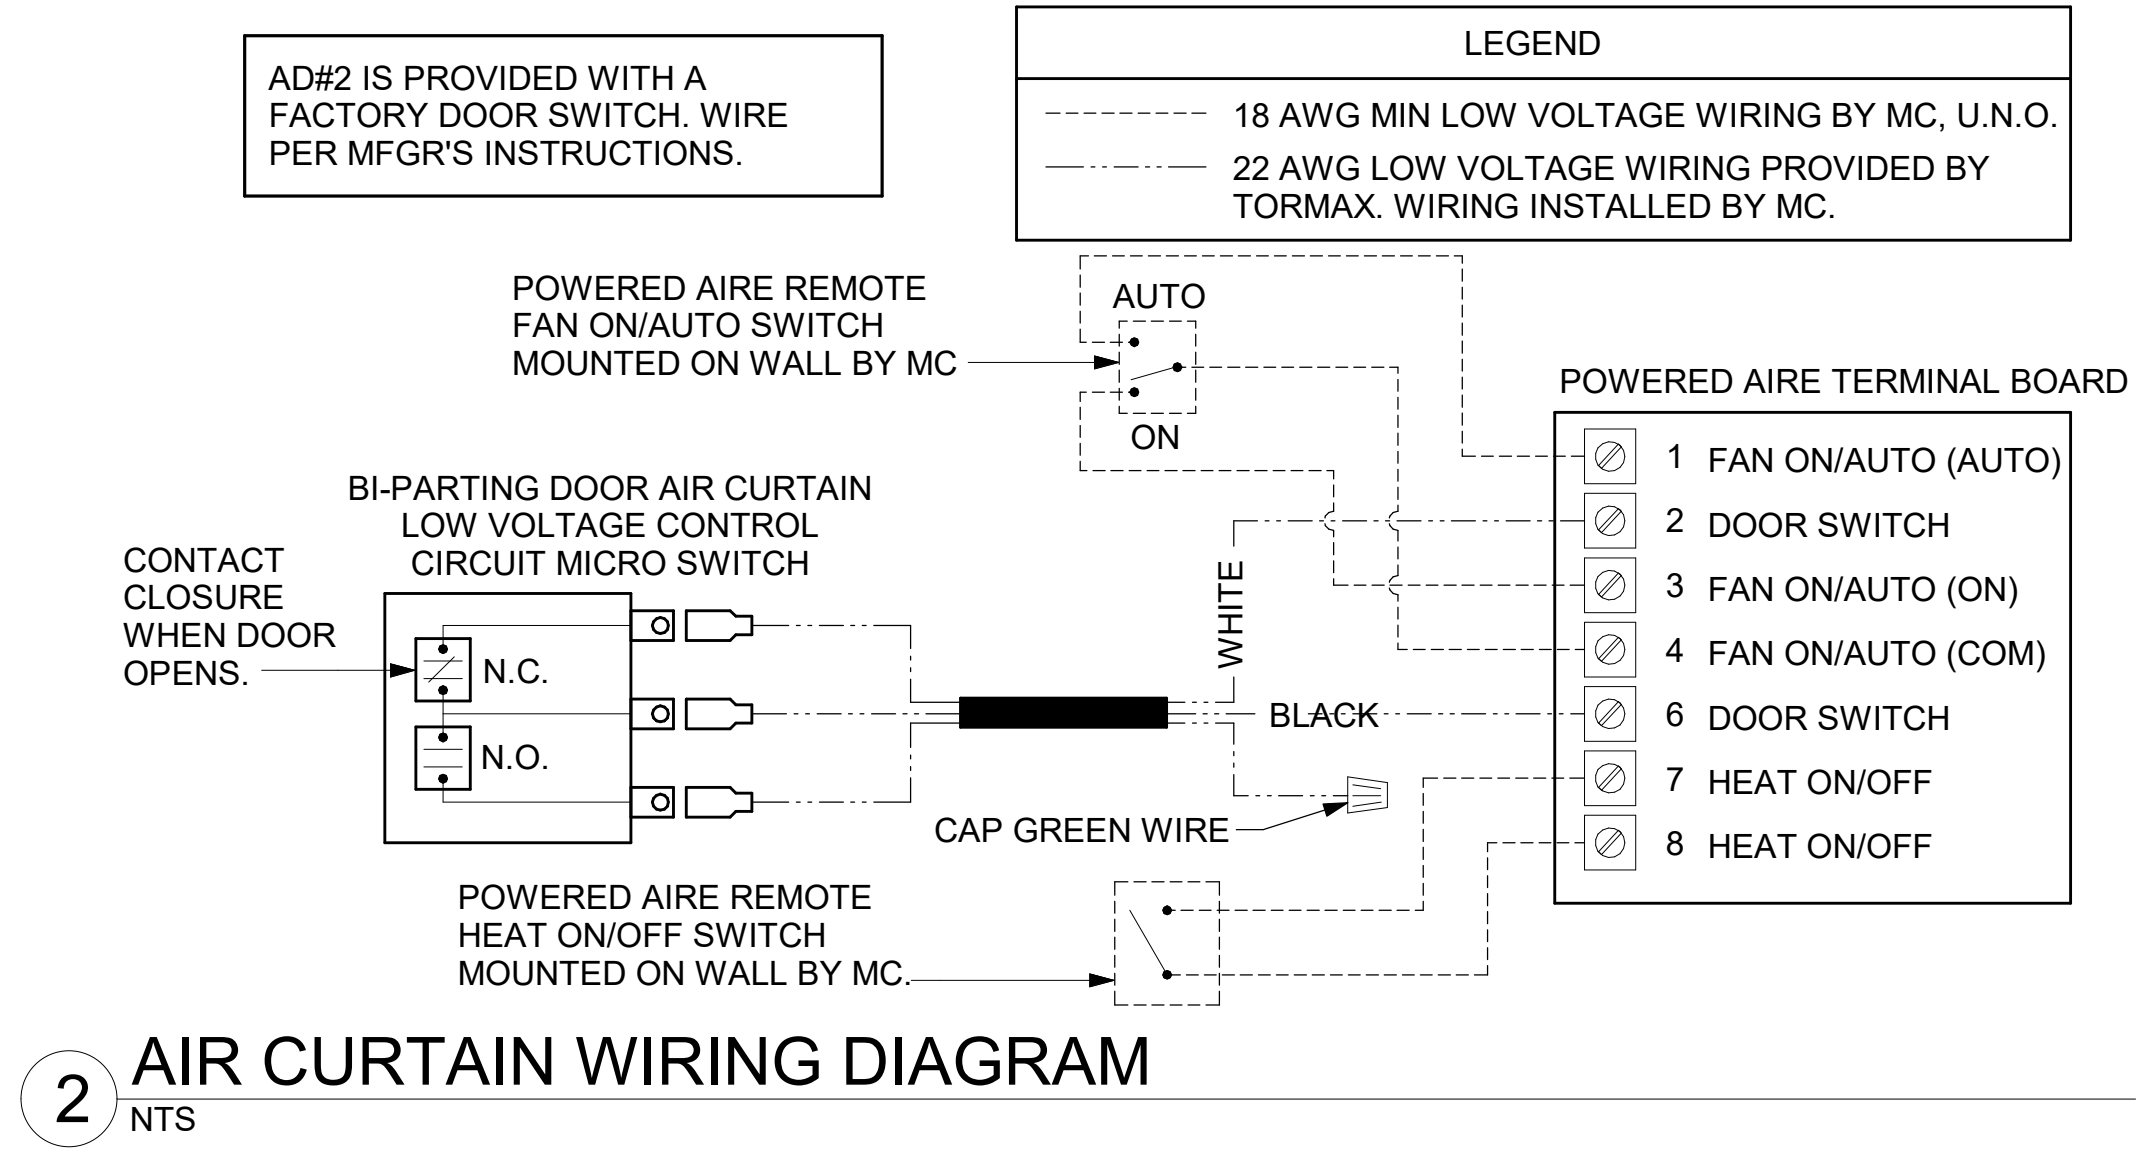 AD#2 IS PROVIDED WITH A
FACTORY DOOR SWITCH. WIRE
PER MFGR'S INSTRUCTIONS.
LEGEND
18 AWG MIN LOW VOLTAGE WIRING BY MC, U.N.O.
22 AWG LOW VOLTAGE WIRING PROVIDED BY
TORMAX. WIRING INSTALLED BY MC.
POWERED AIRE REMOTE
FAN ON/AUTO SWITCH
MOUNTED ON WALL BY MC
AUTO
ON
POWERED AIRE TERMINAL BOARD
1 FAN ON/AUTO (AUTO)
2 DOOR SWITCH
3 FAN ON/AUTO (ON)
4 FAN ON/AUTO (COM)
6 DOOR SWITCH
7 HEAT ON/OFF
8 HEAT ON/OFF
BI-PARTING DOOR AIR CURTAIN
LOW VOLTAGE CONTROL
CIRCUIT MICRO SWITCH
CONTACT
CLOSURE
WHEN DOOR
OPENS.
N.C.
N.O.
WHITE
BLACK
CAP GREEN WIRE
POWERED AIRE REMOTE
HEAT ON/OFF SWITCH
MOUNTED ON WALL BY MC.
2 AIR CURTAIN WIRING DIAGRAM
NTS